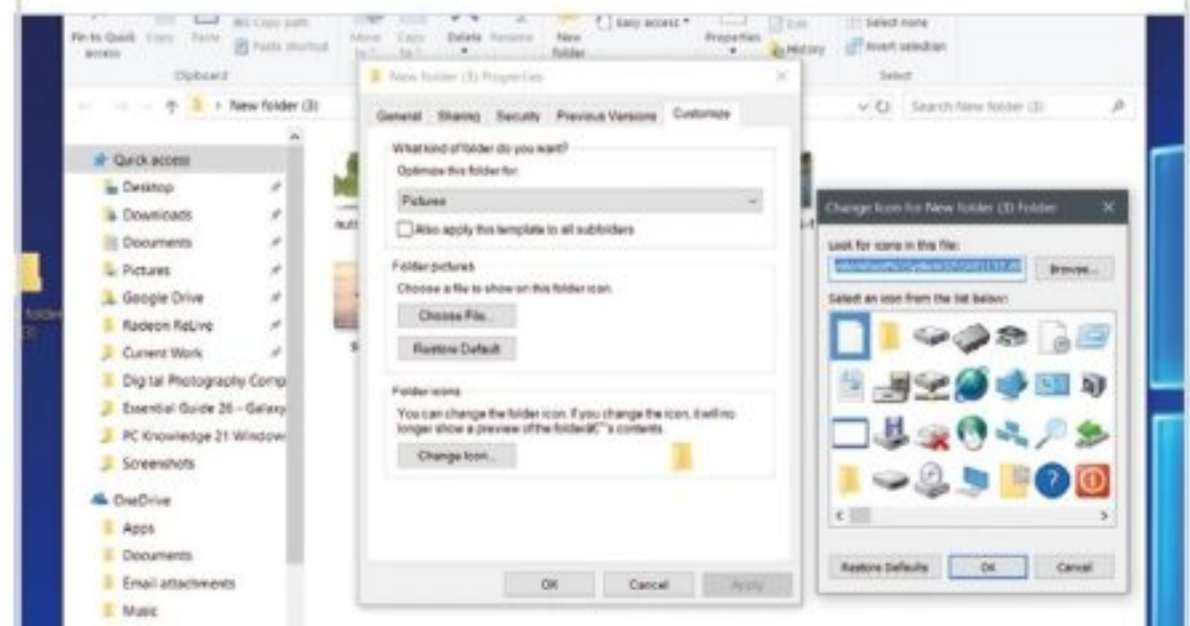 Copy path
Easy access
Edit
Select none
Pin to Quick access
Copy
Paste
Paste shortcut
Move
Copy
Delete
Rename
New folder
Properties
History
Invert selection
Clipboard
Select
New folder (3) Properties
New folder (3)
Search New folder (3)
General
Sharing
Security
Previous Versions
Customize
Quick access
Desktop
Downloads
Documents
Pictures
Google Drive
Radeon ReLive
Current Work
Digital Photography Comp
Essential Guide 26 - Galaxy
PC Knowledge 21 Window
Screenshots
OneDrive
Apps
Documents
Email attachments
Music
What kind of folder do you want?
Optimize this folder for:
Pictures
Also apply this template to all subfolders
Folder pictures
Choose a file to show on this folder icon.
Choose File...
Restore Default
Folder icons
You can change the folder icon. If you change the icon, it will no
longer show a preview of the folderâ€™s contents.
Change Icon...
OK
Cancel
Apply
Change Icon for New folder (3) Folder
Look for icons in this file:
Browse...
Select an icon from the list below:
Restore Defaults
OK
Cancel
folder
(3)